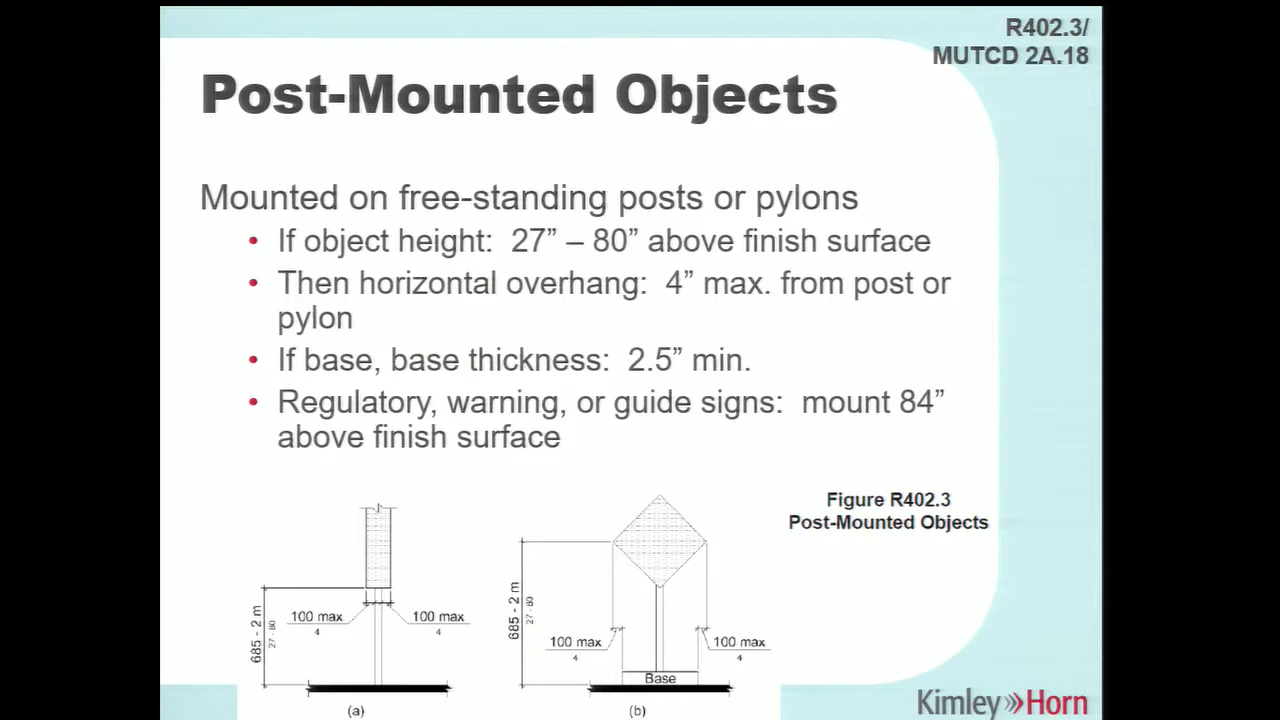 R402.3/
MUTCD 2A.18
Post-Mounted Objects
Mounted on free-standing posts or pylons
• If object height:  27” – 80” above finish surface
• Then horizontal overhang:  4” max. from post or
pylon
• If base, base thickness:  2.5” min.
• Regulatory, warning, or guide signs:  mount 84”
above finish surface
Figure R402.3
Post-Mounted Objects
685 - 2 m
27 - 80
100 max
4
100 max
4
(a)
685 - 2 m
27 - 80
100 max
4
100 max
4
Base
(b)
Kimley»Horn